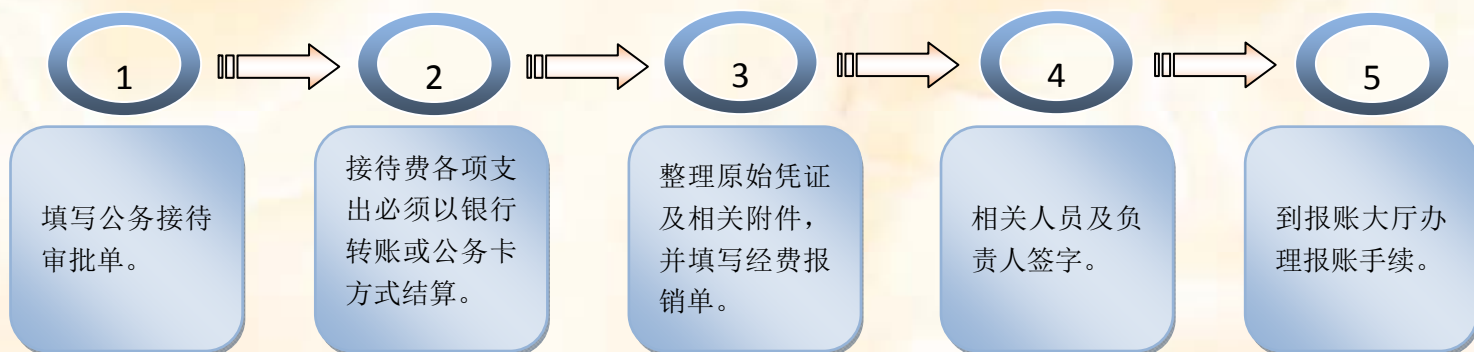 1
2
3
4
5
填写公务接待
审批单。
接待费各项支
出必须以银行
转账或公务卡
方式结算。
整理原始凭证
及相关附件，
并填写经费报
销单。
相关人员及负
责人签字。
到报账大厅办
理报账手续。